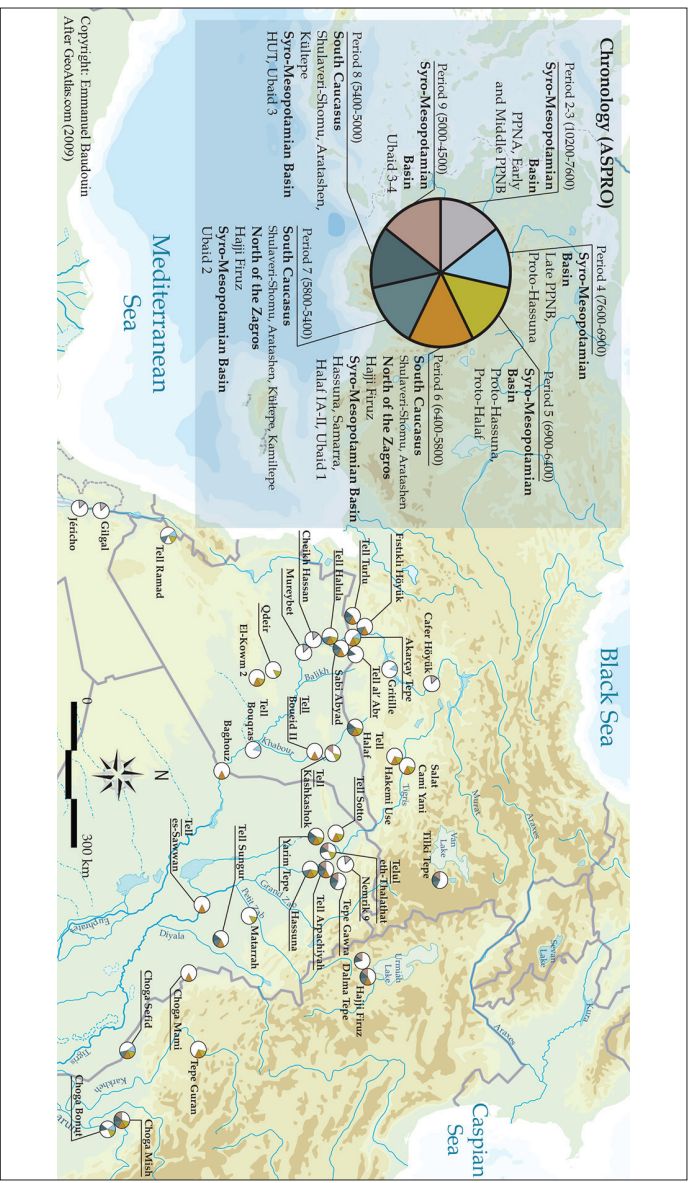 Chronology (ASPRO)
Period 2-3 (10200-7600)
Syro-Mesopotamian
Basin
PPNA, Early
and Middle PPNB
Period 4 (7600-6900)
Syro-Mesopotamian
Basin
Late PPNB,
Proto-Hassuna
Period 5 (6900-6400)
Syro-Mesopotamian
Basin
Proto-Hassuna,
Proto-Halaf
Period 6 (6400-5800)
South Caucasus
Shulaveri-Shomu, Aratashen
North of the Zagros
Hajji Firuz
Syro-Mesopotamian Basin
Hassuna, Samarra,
Halaf IA-II, Ubaid 1
Period 7 (5800-5400)
South Caucasus
Shulaveri-Shomu, Aratashen, Kültepe, Kamiltepe
North of the Zagros
Hajji Firuz
Syro-Mesopotamian Basin
Ubaid 2
Period 8 (5400-5000)
South Caucasus
Shulaveri-Shomu, Aratashen,
Kültepe
Syro-Mesopotamian Basin
HUT, Ubaid 3
Period 9 (5000-4500)
Syro-Mesopotamian
Basin
Ubaid 3-4
Copyright: Emmanuel Baudouin
After GeoAtlas.com (2009)
Mediterranean
Sea
Black Sea
Caspian
Sea
Jéricho
Gilgal
Tell Ramad
Fıstıklı Höyük
Tell Turlu
Tell Halula
Cheikh Hassan
Mureybet
Qdeir
El-Kowm 2
Cafer Höyük
Akarçay Tepe
Gritille
Tell al' Abr
Sabi Abyad
Balikh
Tell
Halaf
Tell
Boueid II
Tell
Bouqras
Khabour
Baghouz
Tell
Kashkashok
Salat
Cami Yani
Hakemi Use
Tigris
Murat
Araxes
Van
Lake
Tilki Tepe
Tell Sotto
Yarim Tepe
Telul
eth-Thalathat
Nemrik 9
Tepe Gawra
Tell Arpachiyah
Hassuna
Grand Zab
Petit Zab
Matarrah
Tell Sungur
Tell
es-Sawwan
Diyala
Euphrates
Urmiah
Lake
Hajji Firuz
Dalma Tepe
Sevan
Lake
Kura
Araxes
Choga Mami
Choga Sefid
Tigris
Tepe Guran
Karkheh
Choga Bonut
Choga Mish
N
0
300 km